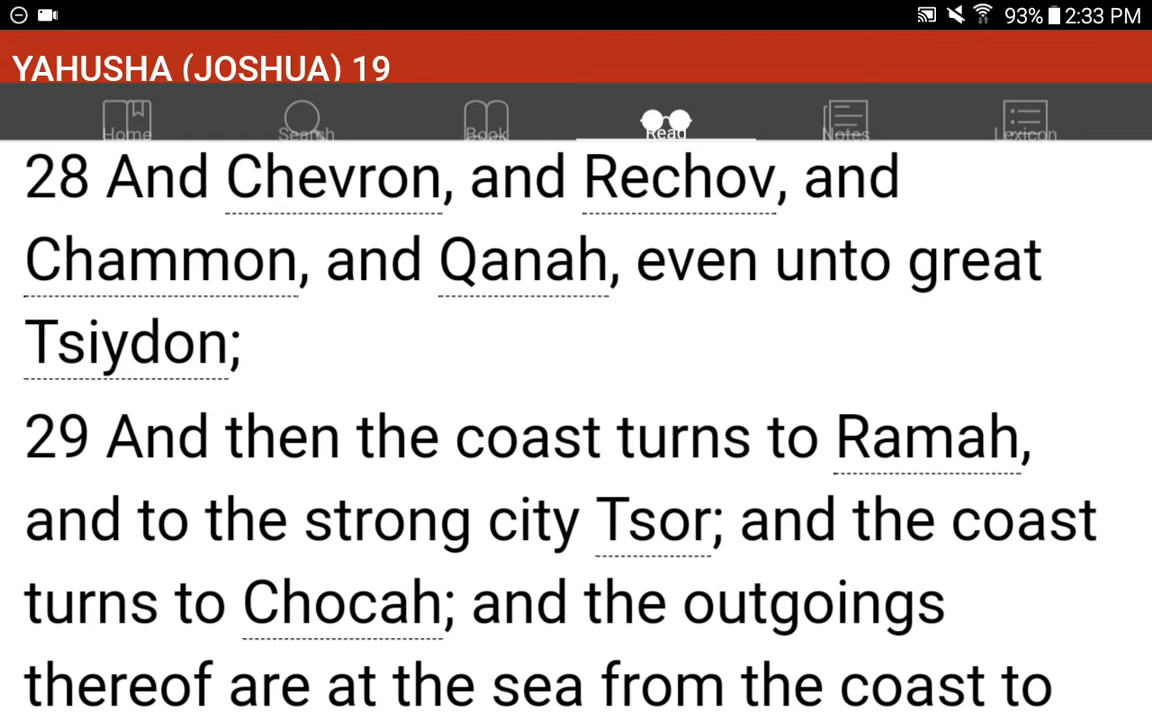 93% 2:33 PM
YAHUSHA (JOSHUA) 19
Home Search Book Read Notes Lexicon
28 And Chevron, and Rechov, and
Chammon, and Qanah, even unto great
Tsiydon;
29 And then the coast turns to Ramah,
and to the strong city Tsor; and the coast
turns to Chocah; and the outgoings
thereof are at the sea from the coast to